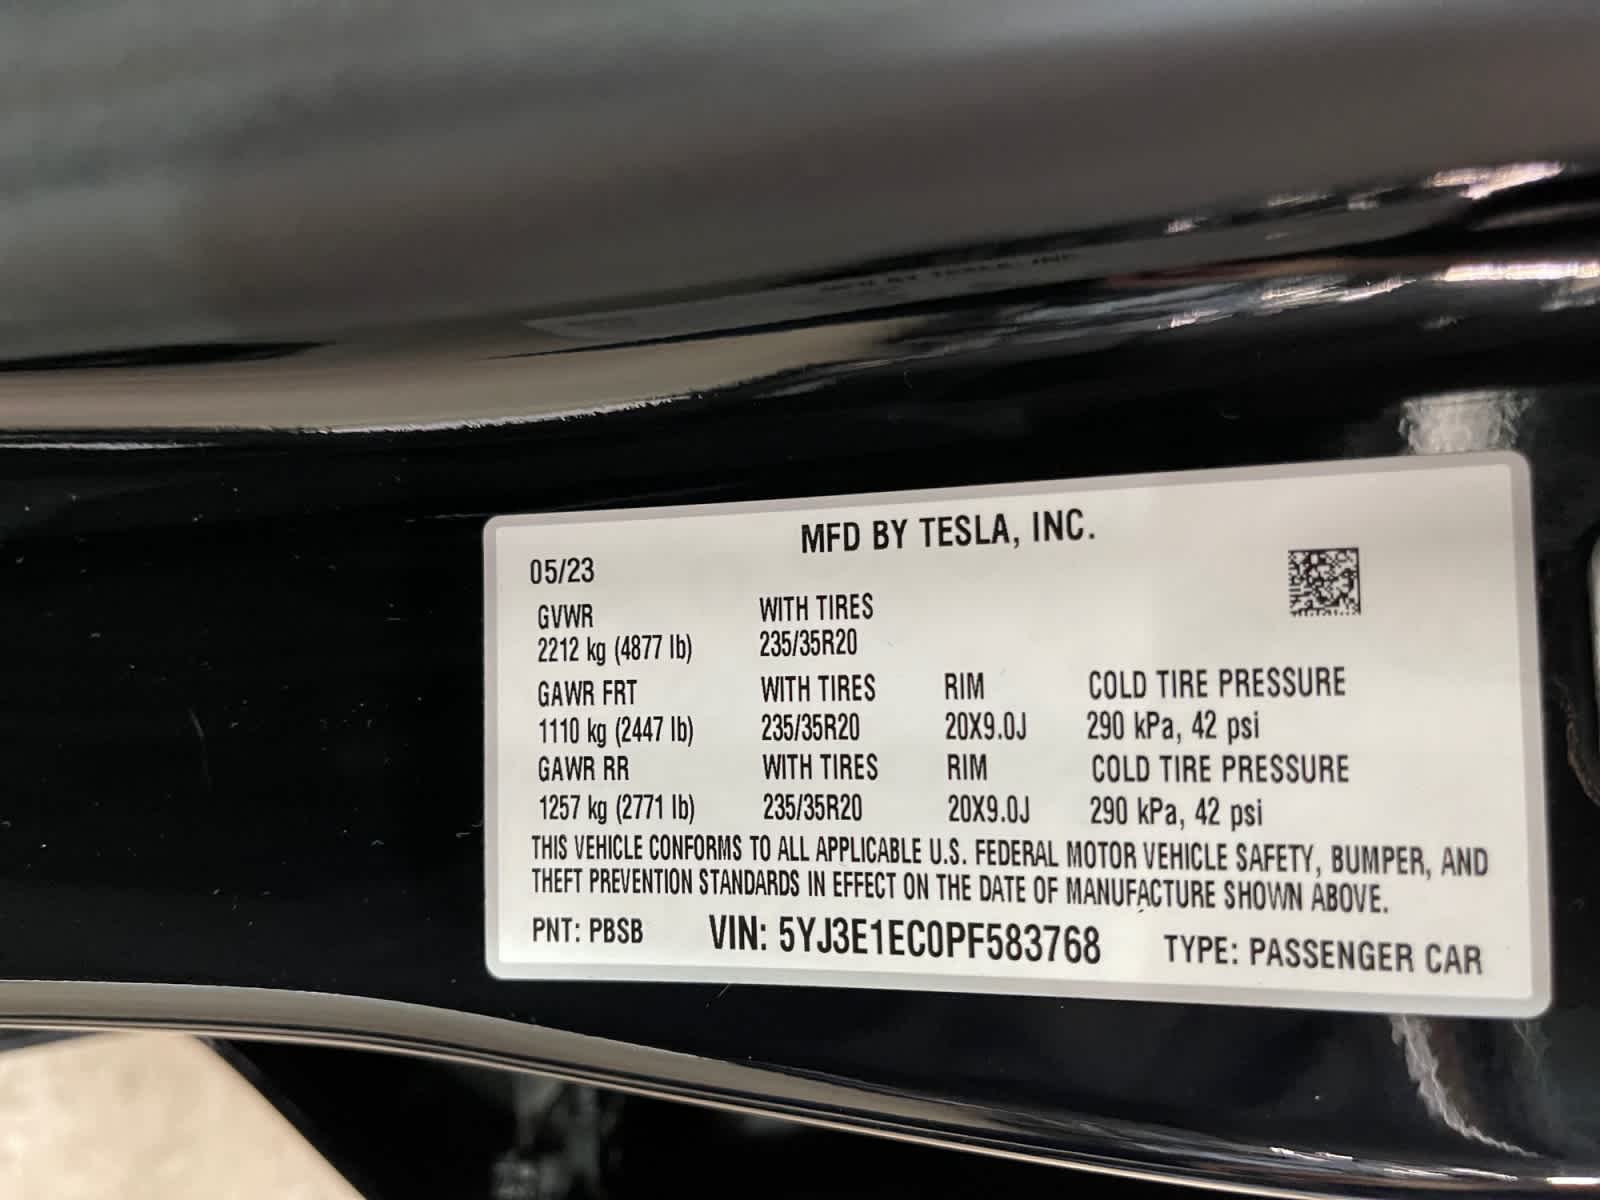 MFD BY TESLA, INC.
05/23
GVWR WITH TIRES
2212 kg (4877 lb) 235/35R20
GAWR FRT WITH TIRES RIM COLD TIRE PRESSURE
1110 kg (2447 lb) 235/35R20 20X9.0J 290 kPa, 42 psi
GAWR RR WITH TIRES RIM COLD TIRE PRESSURE
1257 kg (2771 lb) 235/35R20 20X9.0J 290 kPa, 42 psi
THIS VEHICLE CONFORMS TO ALL APPLICABLE U.S. FEDERAL MOTOR VEHICLE SAFETY, BUMPER, AND
THEFT PREVENTION STANDARDS IN EFFECT ON THE DATE OF MANUFACTURE SHOWN ABOVE.
PNT: PBSB VIN: 5YJ3E1EC0PF583768 TYPE: PASSENGER CAR